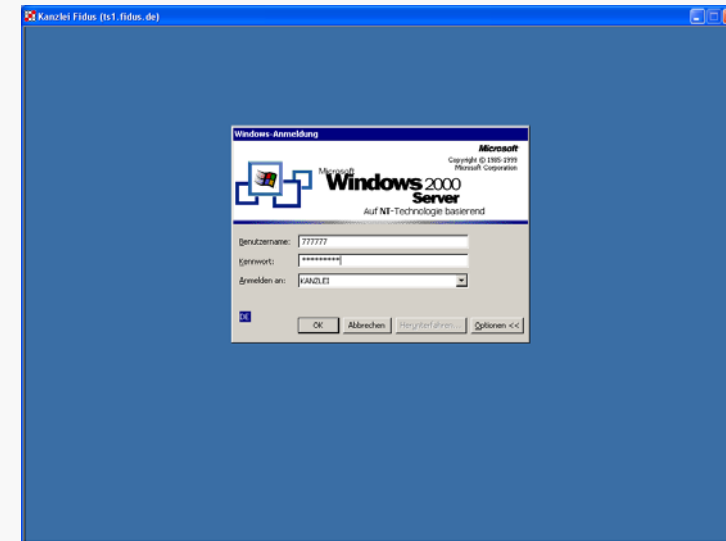 Kanzlei Fidus (ts1.fidus.de)
Windows-Anmeldung
Microsoft
Copyright © 1985-1999
Microsoft Corporation
Microsoft
Windows 2000
Server
Auf NT-Technologie basierend
Benutzername: 777777
Kennwort: *********
Anmelden an: KANZLEI
DE
OK Abbrechen Herunterfahren ... Optionen <<